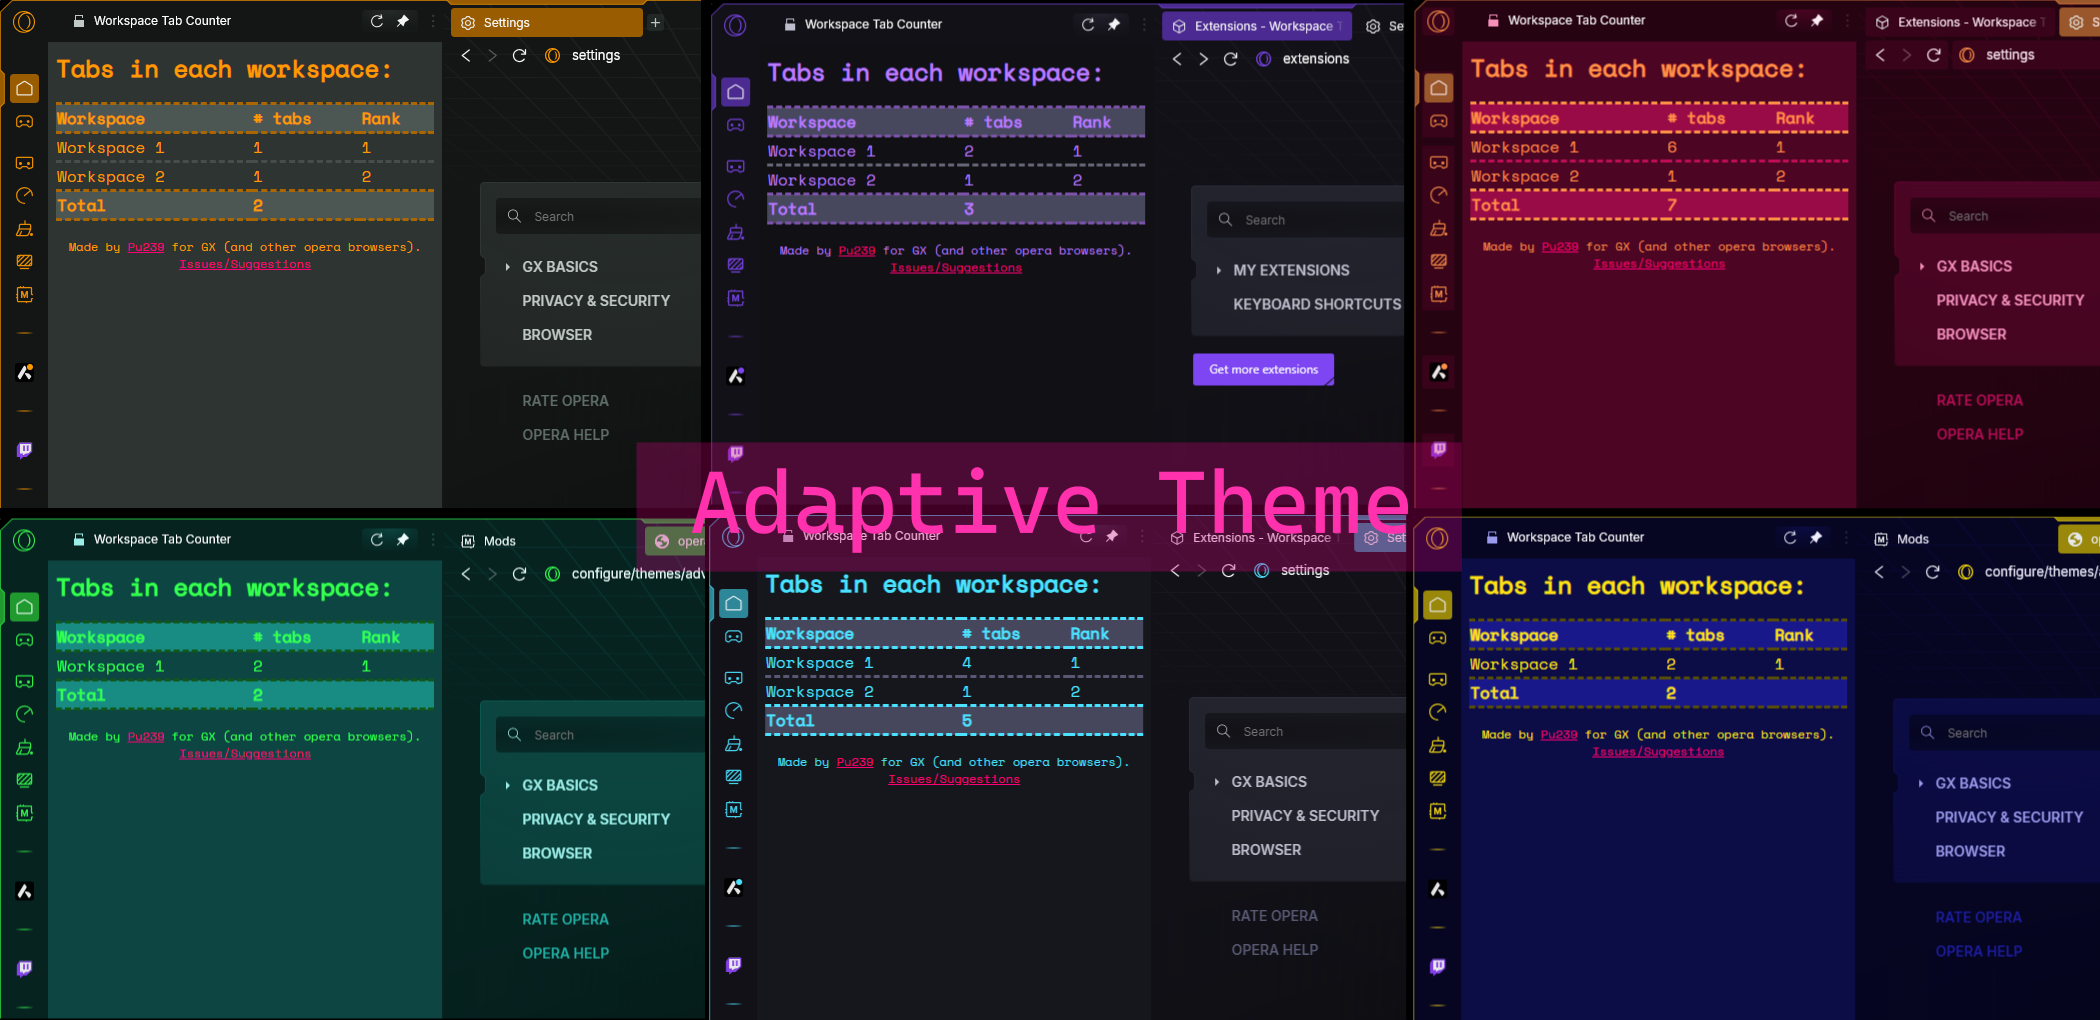 Workspace Tab Counter
Settings
settings
Tabs in each workspace:
Workspace # tabs Rank
Workspace 1 1 1
Workspace 2 1 2
Total 2
Made by Pu239 for GX (and other opera browsers).
Issues/Suggestions
Search
GX BASICS
PRIVACY & SECURITY
BROWSER
RATE OPERA
OPERA HELP
Workspace Tab Counter
Extensions - Workspace
Se
extensions
Tabs in each workspace:
Workspace # tabs Rank
Workspace 1 2 1
Workspace 2 1 2
Total 3
Made by Pu239 for GX (and other opera browsers).
Issues/Suggestions
Search
MY EXTENSIONS
KEYBOARD SHORTCUTS
Get more extensions
Workspace Tab Counter
Extensions - Workspace
S
settings
Tabs in each workspace:
Workspace # tabs Rank
Workspace 1 6 1
Workspace 2 1 2
Total 7
Made by Pu239 for GX (and other opera browsers).
Issues/Suggestions
Search
GX BASICS
PRIVACY & SECURITY
BROWSER
RATE OPERA
OPERA HELP
Adaptive Theme
Workspace Tab Counter
Mods
oper
configure/themes/adv
Tabs in each workspace:
Workspace # tabs Rank
Workspace 1 2 1
Total 2
Made by Pu239 for GX (and other opera browsers).
Issues/Suggestions
Search
GX BASICS
PRIVACY & SECURITY
BROWSER
RATE OPERA
OPERA HELP
Workspace Tab Counter
Extensions - Workspace
Set
settings
Tabs in each workspace:
Workspace # tabs Rank
Workspace 1 4 1
Workspace 2 1 2
Total 5
Made by Pu239 for GX (and other opera browsers).
Issues/Suggestions
Search
GX BASICS
PRIVACY & SECURITY
BROWSER
RATE OPERA
OPERA HELP
Workspace Tab Counter
Mods
op
configure/themes/a
Tabs in each workspace:
Workspace # tabs Rank
Workspace 1 2 1
Total 2
Made by Pu239 for GX (and other opera browsers).
Issues/Suggestions
Search
GX BASICS
PRIVACY & SECURITY
BROWSER
RATE OPERA
OPERA HELP